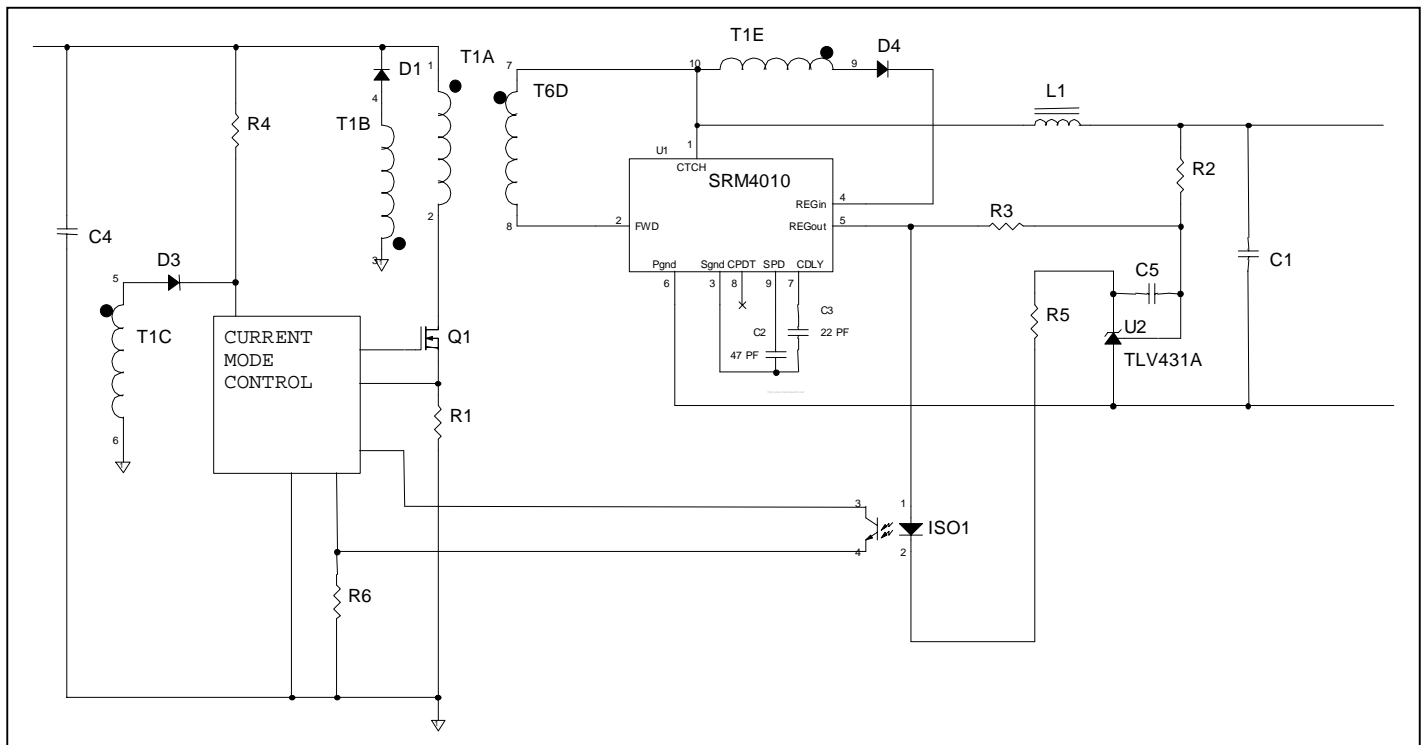 T1E
D4
10
9
D1
1
T1A
7
T6D
L1
4
R4
T1B
U1
1
CTCH
SRM4010
R2
REGin
4
2
FWD
REGout
5
R3
8
2
C4
3
Pgnd
Sgnd
CPDT
SPD
CDLY
6
3
8
9
7
C1
C5
D3
5
C3
22 PF
C2
47 PF
R5
U2
TLV431A
T1C
CURRENT
MODE
CONTROL
Q1
R1
6
3
1
ISO1
4
2
R6